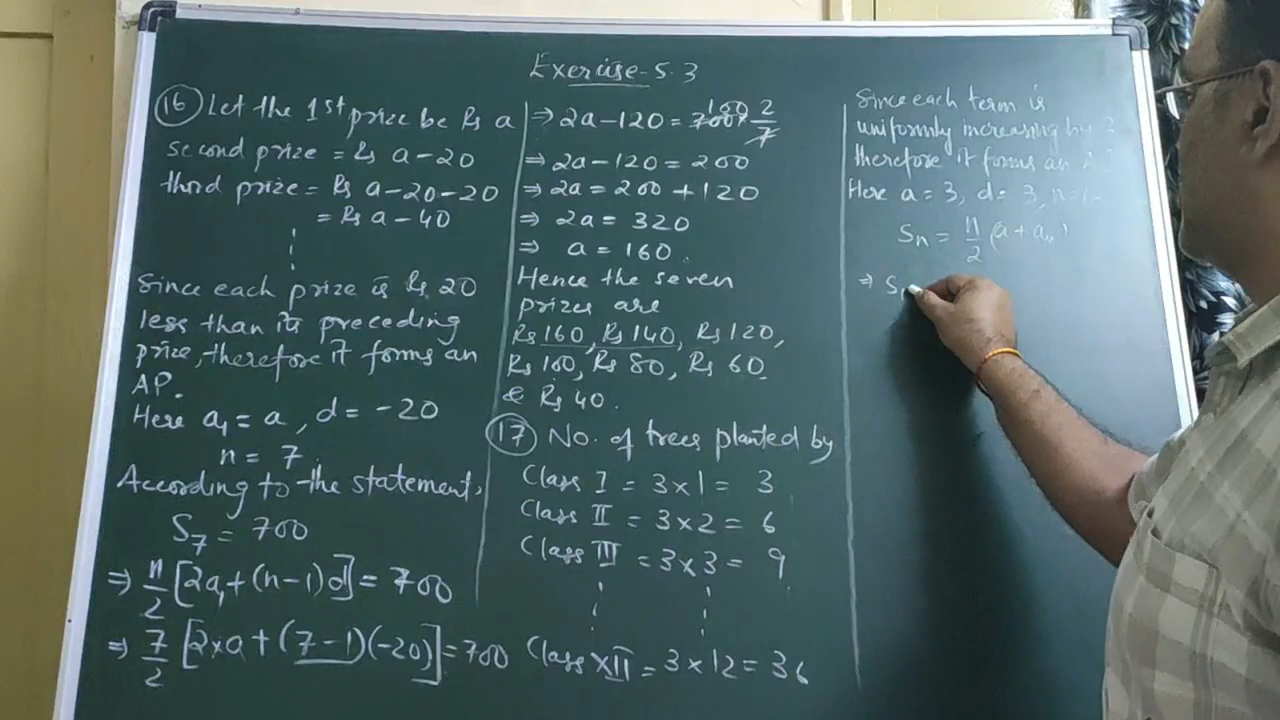 Exercise-5.3
(16) Let the 1st prize be Rs a
second prize = Rs a-20
third prize = Rs a-20-20
= Rs a-40
Since each prize is Rs 20
less than its preceding
prize, therefore it forms an
AP.
Here a₁ = a, d = -20
n = 7
According to the statement,
S₇ = 700
⇒ n/2 [2a₁+(n-1)d] = 700
⇒ 7/2 [2×a+(7-1)(-20)] = 700
⇒ 2a-120 = 700 100 × 2/7
⇒ 2a-120 = 200
⇒ 2a = 200+120
⇒ 2a = 320
⇒ a = 160.
Hence the seven
prizes are
Rs 160, Rs 140, Rs 120,
Rs 100, Rs 80, Rs 60
& Rs 40.
(17) No. of trees planted by
Class I = 3×1 = 3
Class II = 3×2 = 6
Class III = 3×3 = 9
Class XII = 3×12 = 36
Since each term is
uniformly increasing by
therefore it forms an
Here a = 3, d = 3, n =
Sₙ = n/2 (a+aₙ)
⇒ S